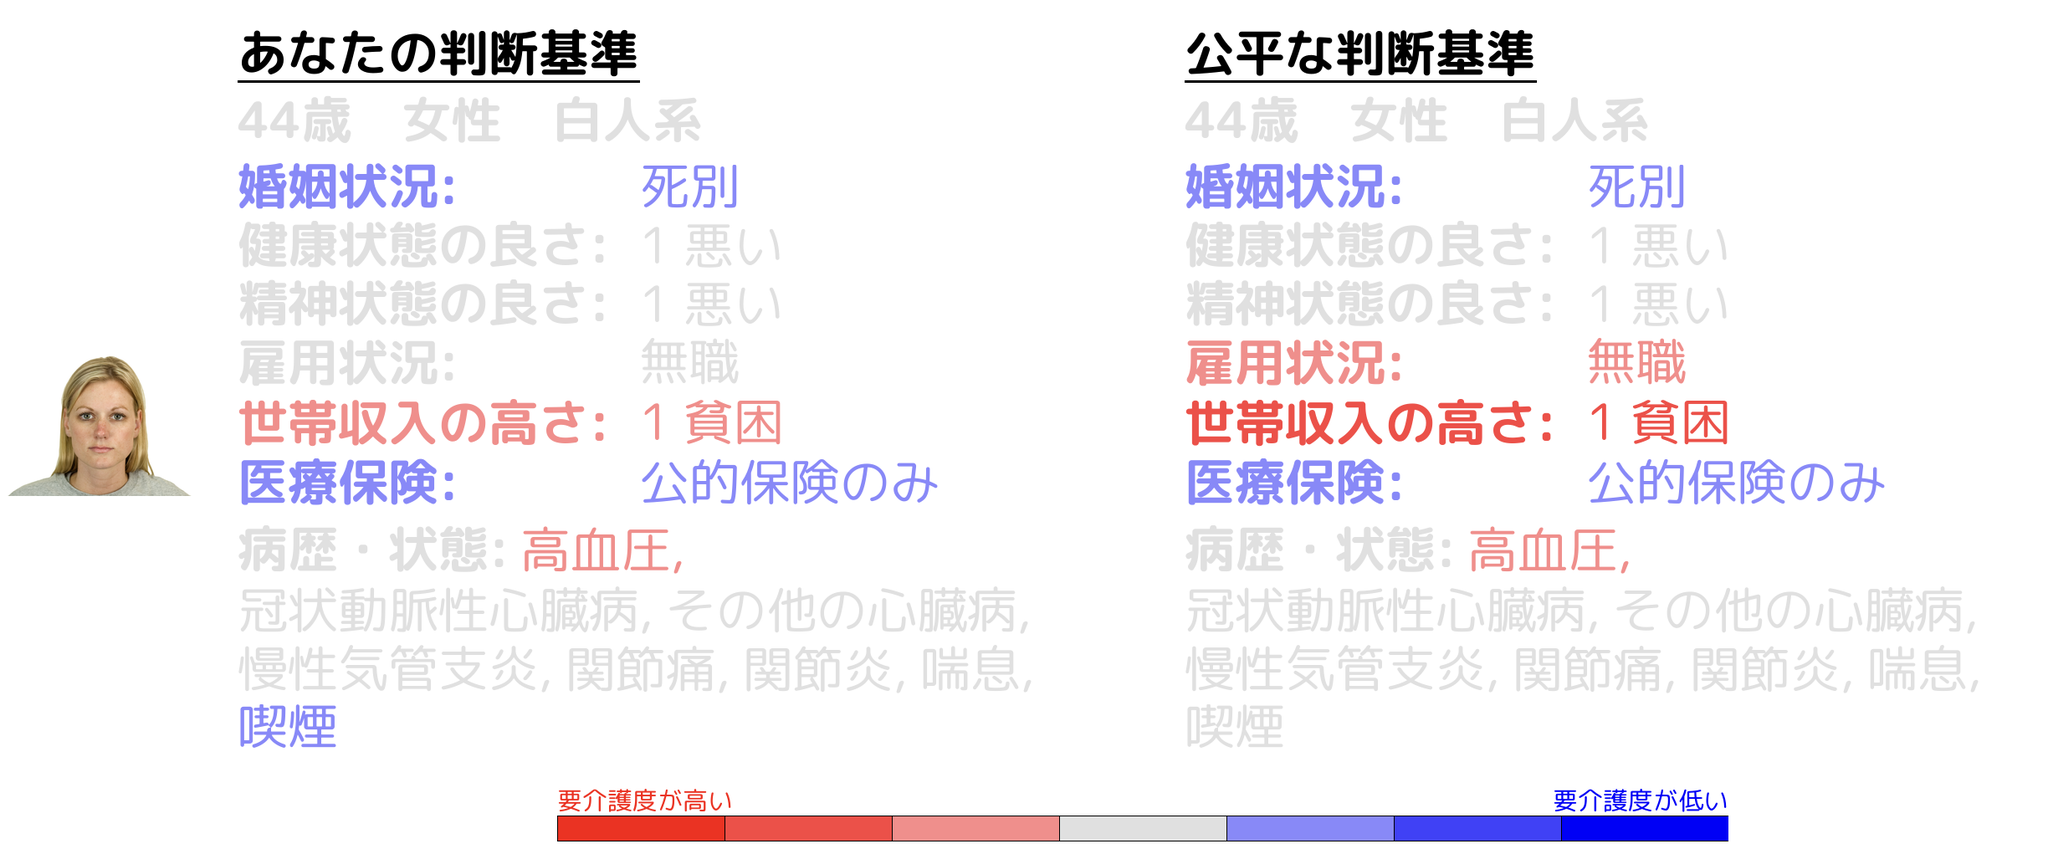 あなたの判断基準
44歳 女性 白人系
婚姻状況: 死別
健康状態の良さ: 1 悪い
精神状態の良さ: 1 悪い
雇用状況: 無職
世帯収入の高さ: 1 貧困
医療保険: 公的保険のみ
病歴・状態: 高血圧,
冠状動脈性心臓病, その他の心臓病,
慢性気管支炎, 関節痛, 関節炎, 喘息,
喫煙
公平な判断基準
44歳 女性 白人系
婚姻状況: 死別
健康状態の良さ: 1 悪い
精神状態の良さ: 1 悪い
雇用状況: 無職
世帯収入の高さ: 1 貧困
医療保険: 公的保険のみ
病歴・状態: 高血圧,
冠状動脈性心臓病, その他の心臓病,
慢性気管支炎, 関節痛, 関節炎, 喘息,
喫煙
要介護度が高い
要介護度が低い